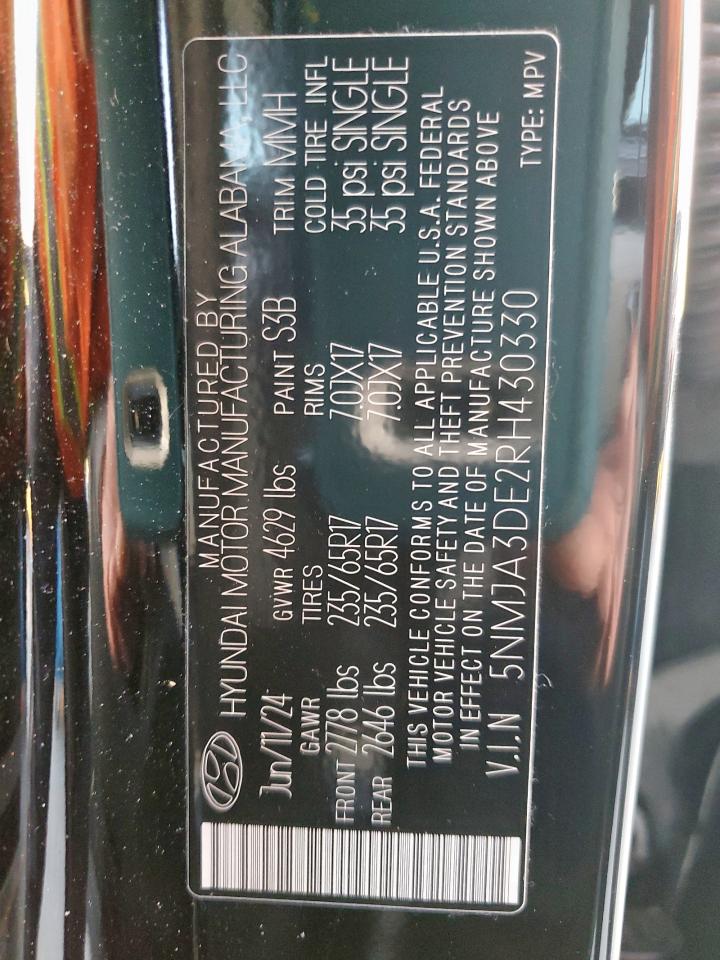 MANUFACTURED BY
HYUNDAI MOTOR MANUFACTURING ALABAMA, LLC
Jun/11/24 GVWR 4629 lbs PAINT S3B TRIM MMH
GAWR TIRES RIMS COLD TIRE INFL
FRONT 2778 lbs 235/65R17 7.0JX17 35 psi SINGLE
REAR 2646 lbs 235/65R17 7.0JX17 35 psi SINGLE
THIS VEHICLE CONFORMS TO ALL APPLICABLE U.S.A. FEDERAL
MOTOR VEHICLE SAFETY AND THEFT PREVENTION STANDARDS
IN EFFECT ON THE DATE OF MANUFACTURE SHOWN ABOVE
V.I.N 5NMJA3DE2RH430330 TYPE: MPV